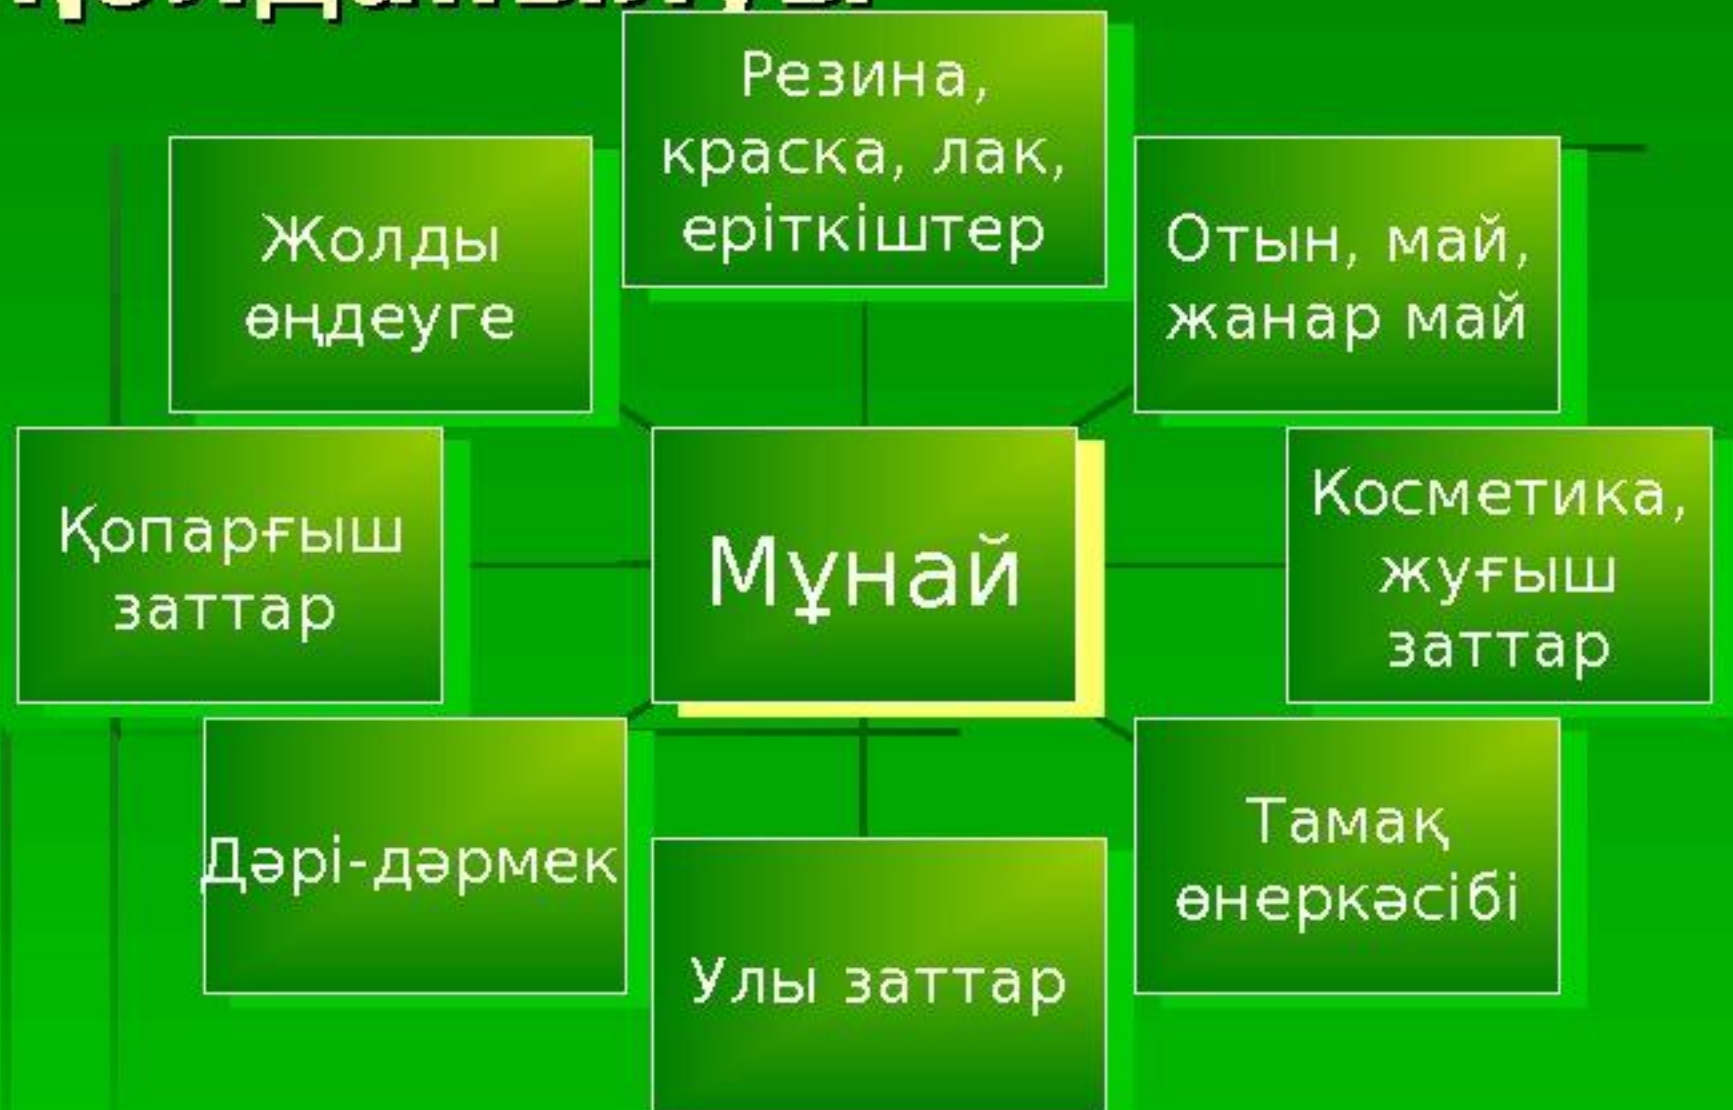 қолданылуы
Резина,
краска, лак,
еріткіштер
Жолды
өңдеуге
Отын, май,
жанар май
Қопарғыш
заттар
Мұнай
Косметика,
жуғыш
заттар
Дәрі-дәрмек
Улы заттар
Тамақ
өнеркәсібі